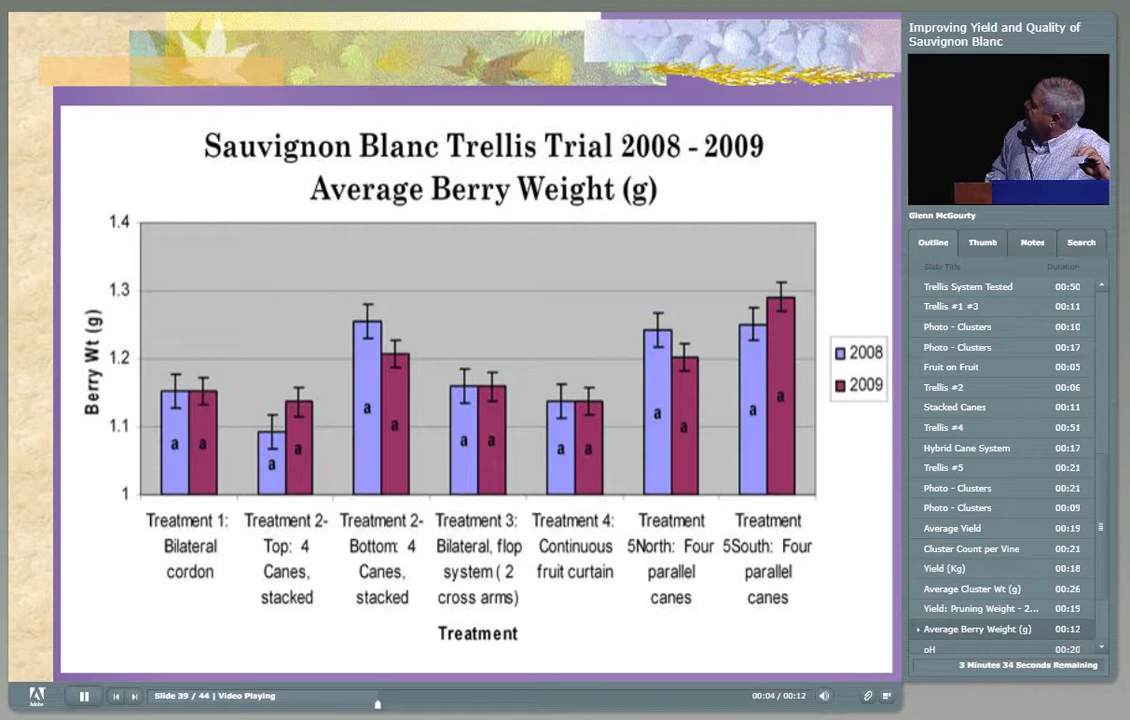 Sauvignon Blanc Trellis Trial 2008 - 2009
Average Berry Weight (g)
1.4
1.3
1.2
1.1
1
Berry Wt (g)
a a
a a
a a
a a
a a
a a
a a
2008
2009
Treatment 1:
Bilateral
cordon
Treatment 2-
Top: 4
Canes,
stacked
Treatment 2-
Bottom: 4
Canes,
stacked
Treatment 3:
Bilateral, flop
system ( 2
cross arms)
Treatment 4:
Continuous
fruit curtain
Treatment
5North: Four
parallel
canes
Treatment
5South: Four
parallel
canes
Treatment
Improving Yield and Quality of
Sauvignon Blanc
Glenn McGourty
Outline Thumb Notes Search
Slide Title Duration
Trellis System Tested 00:50
Trellis #1 #3 00:11
Photo - Clusters 00:10
Photo - Clusters 00:17
Fruit on Fruit 00:05
Trellis #2 00:06
Stacked Canes 00:11
Trellis #4 00:51
Hybrid Cane System 00:17
Trellis #5 00:21
Photo - Clusters 00:21
Photo - Clusters 00:09
Average Yield 00:19
Cluster Count per Vine 00:21
Yield (Kg) 00:18
Average Cluster Wt (g) 00:26
Yield: Pruning Weight - 2... 00:19
Average Berry Weight (g) 00:12
pH 00:20
3 Minutes 34 Seconds Remaining
Adobe
Slide 39 / 44 | Video Playing
00:04 / 00:12